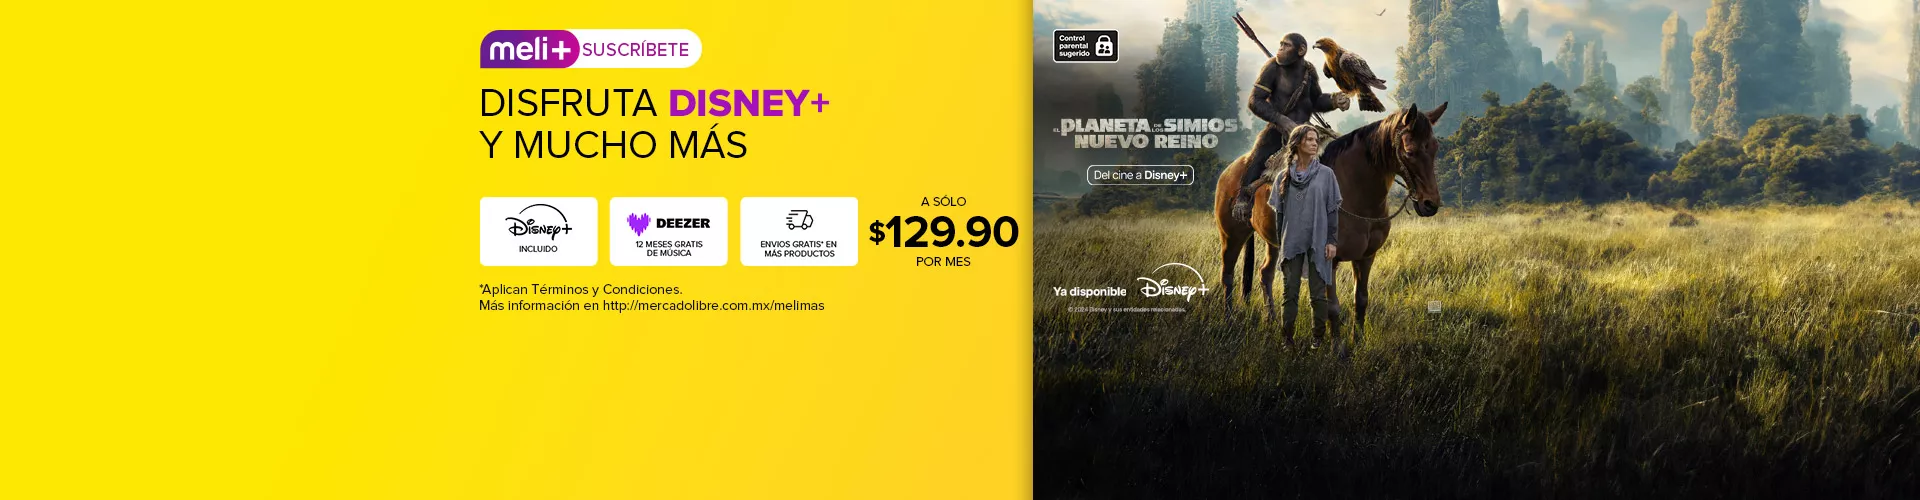 meli+ SUSCRÍBETE
DISFRUTA DISNEY+
Y MUCHO MÁS
Disney+
INCLUIDO
DEEZER
12 MESES GRATIS
DE MÚSICA
ENVIOS GRATIS* EN
MÁS PRODUCTOS
A SÓLO
$129.90
POR MES
*Aplican Términos y Condiciones.
Más información en http://mercadolibre.com.mx/melimas
Control
parental
sugerido
EL PLANETA DE LOS SIMIOS
NUEVO REINO
Del cine a Disney+
Ya disponible Disney+
© 2024 Disney y sus entidades relacionadas.